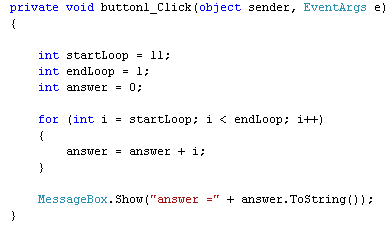 private void button1_Click(object sender, EventArgs e)
{
int startLoop = 11;
int endLoop = 1;
int answer = 0;
for (int i = startLoop; i < endLoop; i++)
{
answer = answer + i;
}
MessageBox.Show("answer =" + answer.ToString());
}